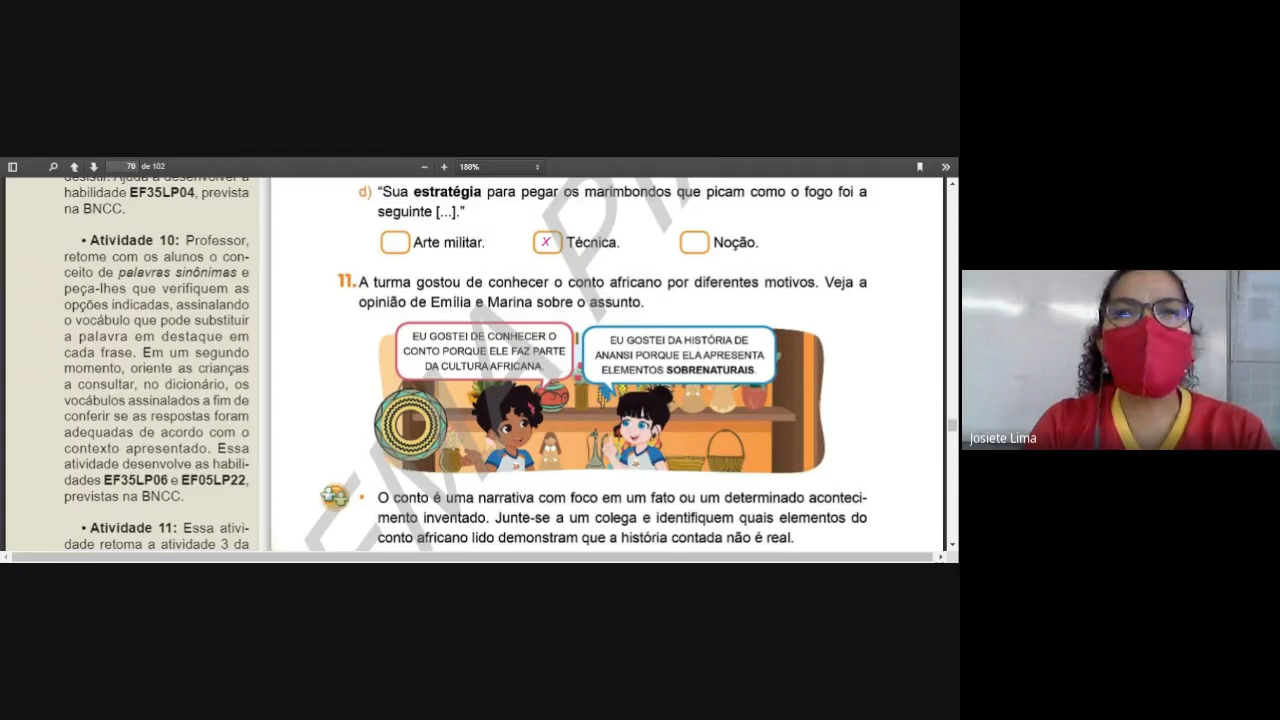 70 de 102
180%
desistir. Ajuda a desenvolver a
habilidade EF35LP04, prevista
na BNCC.
• Atividade 10: Professor,
retome com os alunos o con-
ceito de palavras sinônimas e
peça-lhes que verifiquem as
opções indicadas, assinalando
o vocábulo que pode substituir
a palavra em destaque em
cada frase. Em um segundo
momento, oriente as crianças
a consultar, no dicionário, os
vocábulos assinalados a fim de
conferir se as respostas foram
adequadas de acordo com o
contexto apresentado. Essa
atividade desenvolve as habili-
dades EF35LP06 e EF05LP22,
previstas na BNCC.
• Atividade 11: Essa ativi-
dade retoma a atividade 3 da
d) “Sua estratégia para pegar os marimbondos que picam como o fogo foi a
seguinte [...].”
Arte militar. X Técnica. Noção.
11. A turma gostou de conhecer o conto africano por diferentes motivos. Veja a
opinião de Emília e Marina sobre o assunto.
EU GOSTEI DE CONHECER O
CONTO PORQUE ELE FAZ PARTE
DA CULTURA AFRICANA.
EU GOSTEI DA HISTÓRIA DE
ANANSI PORQUE ELA APRESENTA
ELEMENTOS SOBRENATURAIS.
• O conto é uma narrativa com foco em um fato ou um determinado aconteci-
mento inventado. Junte-se a um colega e identifiquem quais elementos do
conto africano lido demonstram que a história contada não é real.
Josiete Lima